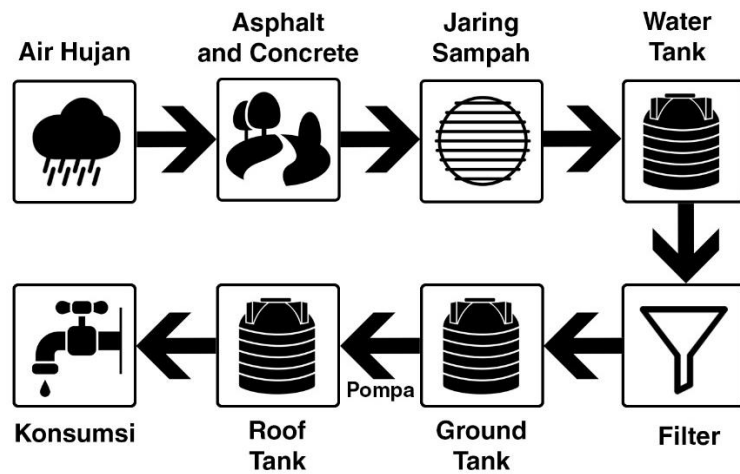 Air Hujan
Asphalt
and Concrete
Jaring
Sampah
Water
Tank
Filter
Ground
Tank
Pompa
Roof
Tank
Konsumsi